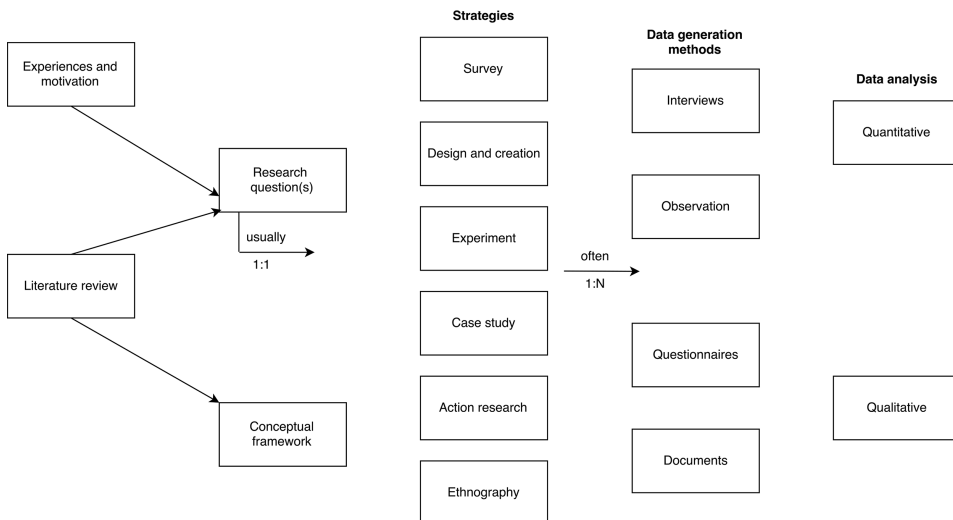 Experiences and
motivation
Literature review
Research
question(s)
usually
1:1
Conceptual
framework
Strategies
Survey
Design and creation
Experiment
Case study
Action research
Ethnography
often
1:N
Data generation
methods
Interviews
Observation
Questionnaires
Documents
Data analysis
Quantitative
Qualitative